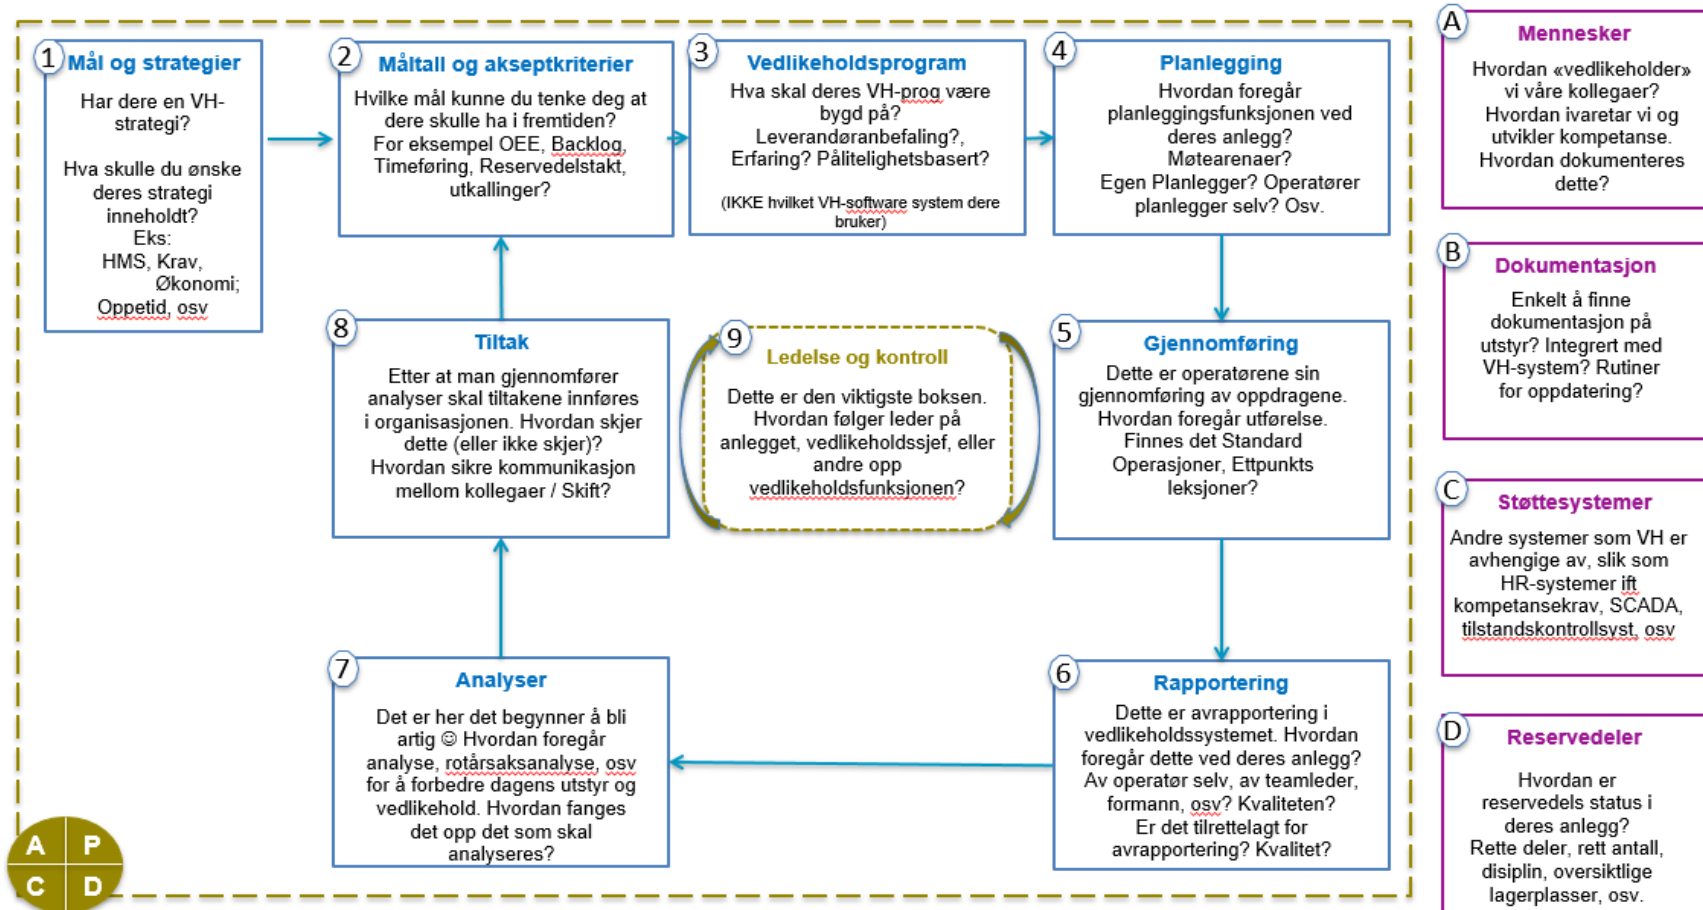 1
Mål og strategier
Har dere en VH-
strategi?
Hva skulle du ønske
deres strategi
inneholdt?
Eks:
HMS, Krav,
Økonomi;
Oppetid, osv
2
Måltall og akseptkriterier
Hvilke mål kunne du tenke deg at
dere skulle ha i fremtiden?
For eksempel OEE, Backlog,
Timeføring, Reservedelstakt,
utkallinger?
3
Vedlikeholdsprogram
Hva skal deres VH-prog være
bygd på?
Leverandøranbefaling?,
Erfaring? Pålitelighetsbasert?
(IKKE hvilket VH-software system dere
bruker)
4
Planlegging
Hvordan foregår
planleggingsfunksjonen ved
deres anlegg?
Møtearenaer?
Egen Planlegger? Operatører
planlegger selv? Osv.
5
Gjennomføring
Dette er operatørene sin
gjennomføring av oppdragene.
Hvordan foregår utførelse.
Finnes det Standard
Operasjoner, Ettpunkts
leksjoner?
6
Rapportering
Dette er avrapportering i
vedlikeholdssystemet. Hvordan
foregår dette ved deres anlegg?
Av operatør selv, av teamleder,
formann, osv? Kvaliteten?
Er det tilrettelagt for
avrapportering? Kvalitet?
7
Analyser
Det er her det begynner å bli
artig ☺ Hvordan foregår
analyse, rotårsaksanalyse, osv
for å forbedre dagens utstyr og
vedlikehold. Hvordan fanges
det opp det som skal
analyseres?
8
Tiltak
Etter at man gjennomfører
analyser skal tiltakene innføres
i organisasjonen. Hvordan skjer
dette (eller ikke skjer)?
Hvordan sikre kommunikasjon
mellom kollegaer / Skift?
9
Ledelse og kontroll
Dette er den viktigste boksen.
Hvordan følger leder på
anlegget, vedlikeholdssjef, eller
andre opp
vedlikeholdsfunksjonen?
A P
C D
A
Mennesker
Hvordan «vedlikeholder»
vi våre kollegaer?
Hvordan ivaretar vi og
utvikler kompetanse.
Hvordan dokumenteres
dette?
B
Dokumentasjon
Enkelt å finne
dokumentasjon på
utstyr? Integrert med
VH-system? Rutiner
for oppdatering?
C
Støttesystemer
Andre systemer som VH er
avhengige av, slik som
HR-systemer ift
kompetansekrav, SCADA,
tilstandskontrollsyst, osv
D
Reservedeler
Hvordan er
reservedels status i
deres anlegg?
Rette deler, rett antall,
disiplin, oversiktlige
lagerplasser, osv.